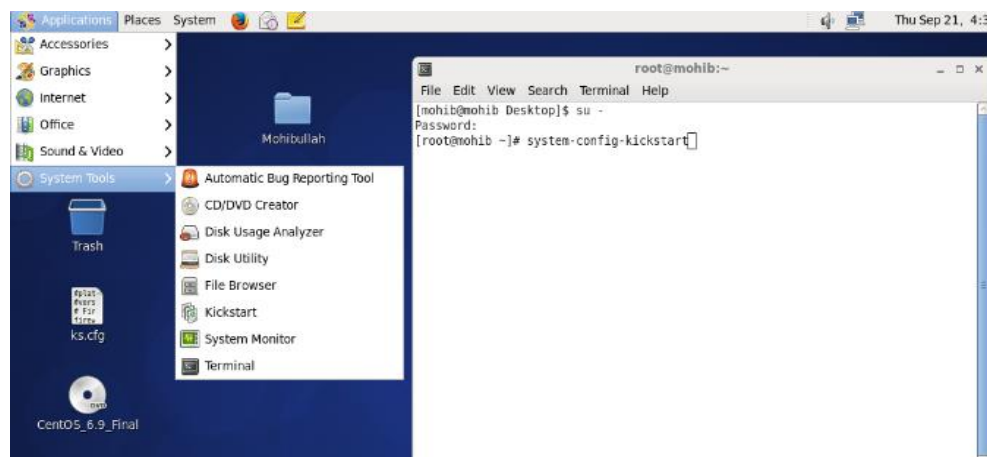 Applications Places System Thu Sep 21, 4:3
Accessories
Graphics
Internet
Office
Sound & Video
System Tools
Automatic Bug Reporting Tool
CD/DVD Creator
Disk Usage Analyzer
Disk Utility
File Browser
Kickstart
System Monitor
Terminal
Mohibullah
Trash
ks.cfg
CentOS_6.9_Final
root@mohib:~
File Edit View Search Terminal Help
[mohib@mohib Desktop]$ su -
Password:
[root@mohib ~]# system-config-kickstart